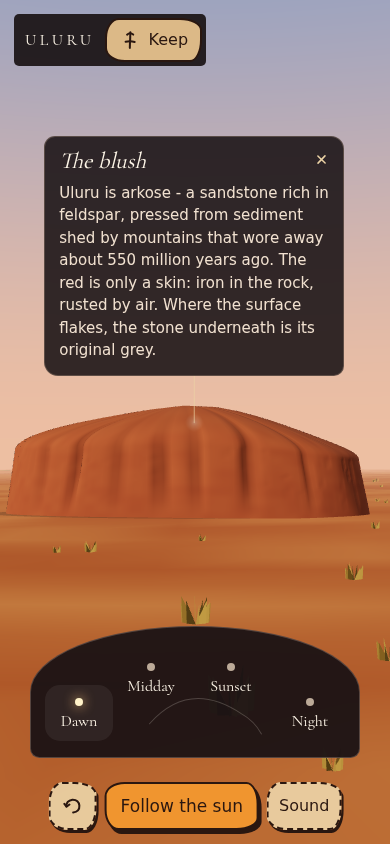 ULURU
Keep
The blush
×
Uluru is arkose - a sandstone rich in
feldspar, pressed from sediment
shed by mountains that wore away
about 550 million years ago. The
red is only a skin: iron in the rock,
rusted by air. Where the surface
flakes, the stone underneath is its
original grey.
Midday
Sunset
Dawn
Night
Follow the sun
Sound